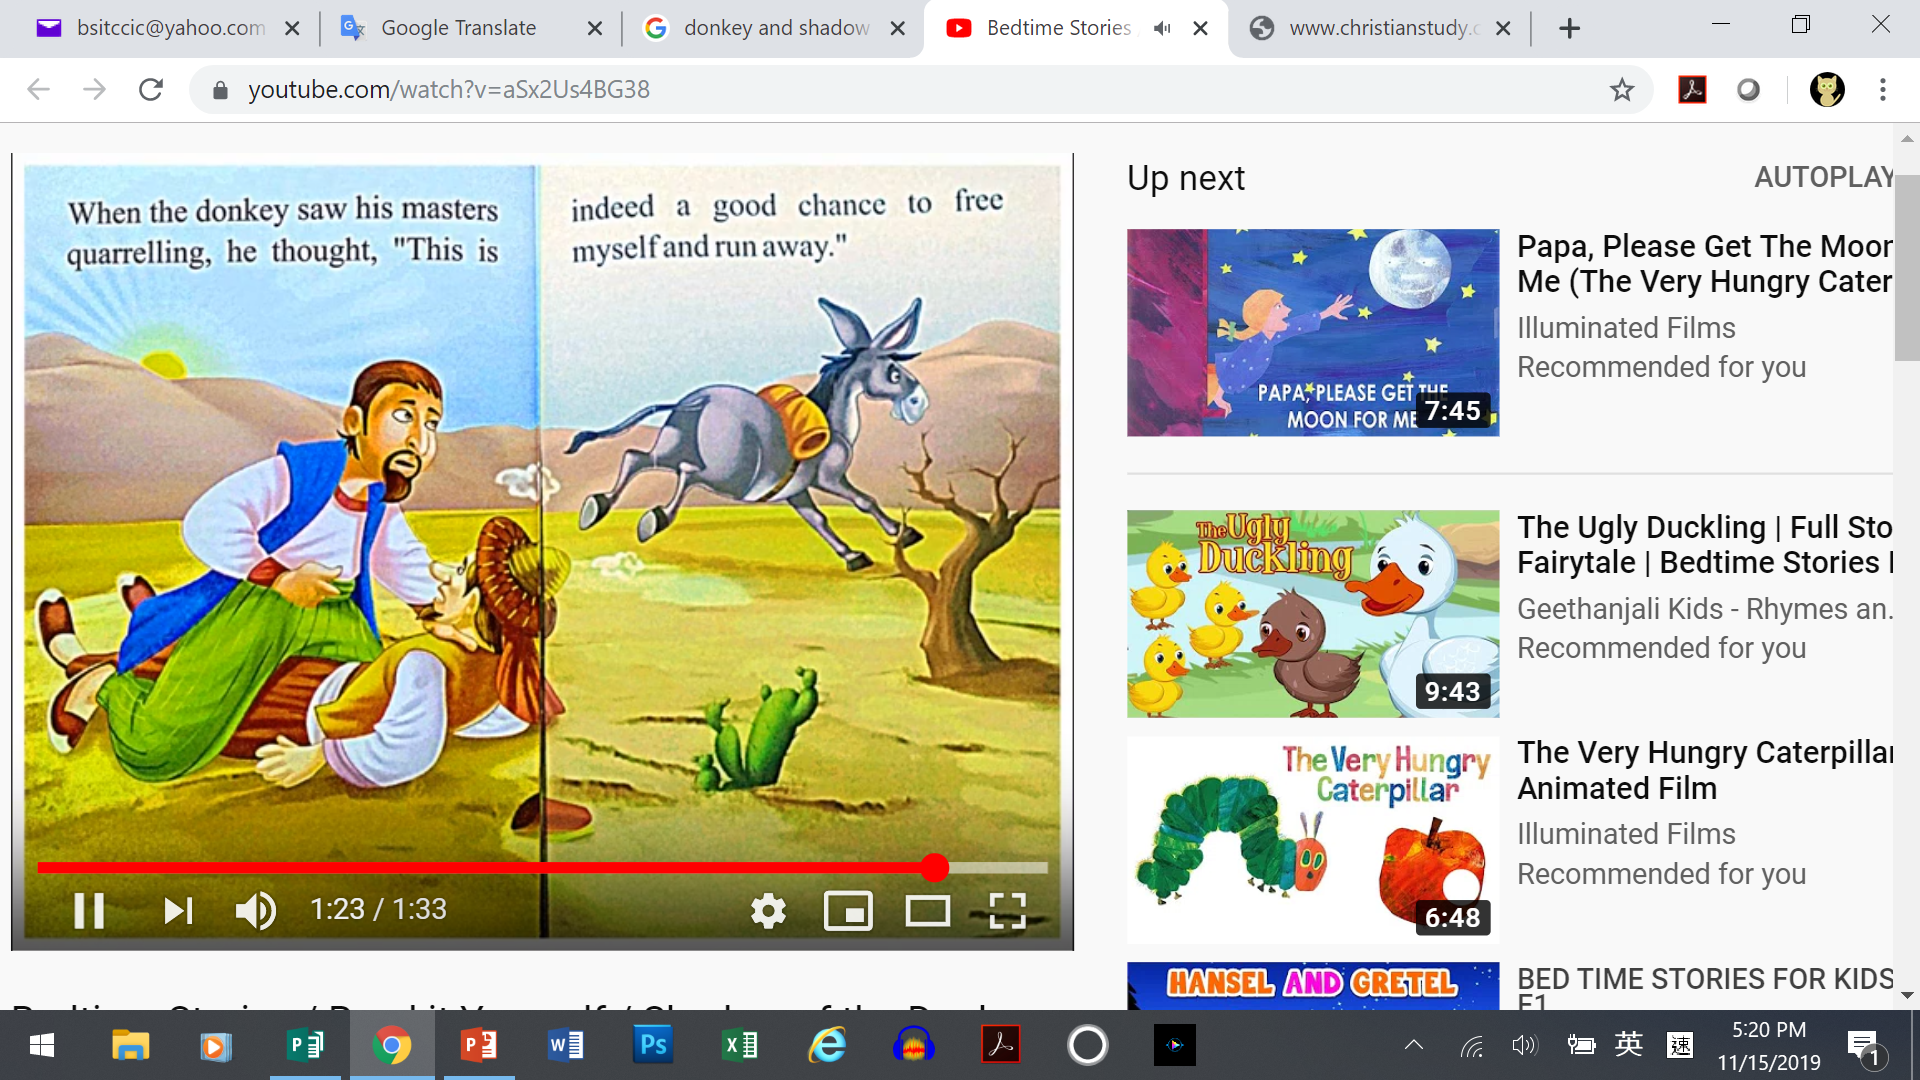 bsitccic@yahoo.com
Google Translate
donkey and shadow
Bedtime Stories
www.christianstudy.c
youtube.com/watch?v=aSx2Us4BG38
When the donkey saw his masters
quarrelling, he thought, "This is
indeed a good chance to free
myself and run away."
1:23 / 1:33
Up next
AUTOPLAY
PAPA, PLEASE GET THE
MOON FOR ME
7:45
Papa, Please Get The Moon
Me (The Very Hungry Cater
Illuminated Films
Recommended for you
The Ugly
Duckling
9:43
The Ugly Duckling | Full Sto
Fairytale | Bedtime Stories
Geethanjali Kids - Rhymes an.
Recommended for you
The Very Hungry
Caterpillar
6:48
The Very Hungry Caterpillar
Animated Film
Illuminated Films
Recommended for you
HANSEL AND GRETEL
BED TIME STORIES FOR KIDS
Ps
英
速
5:20 PM
11/15/2019
1